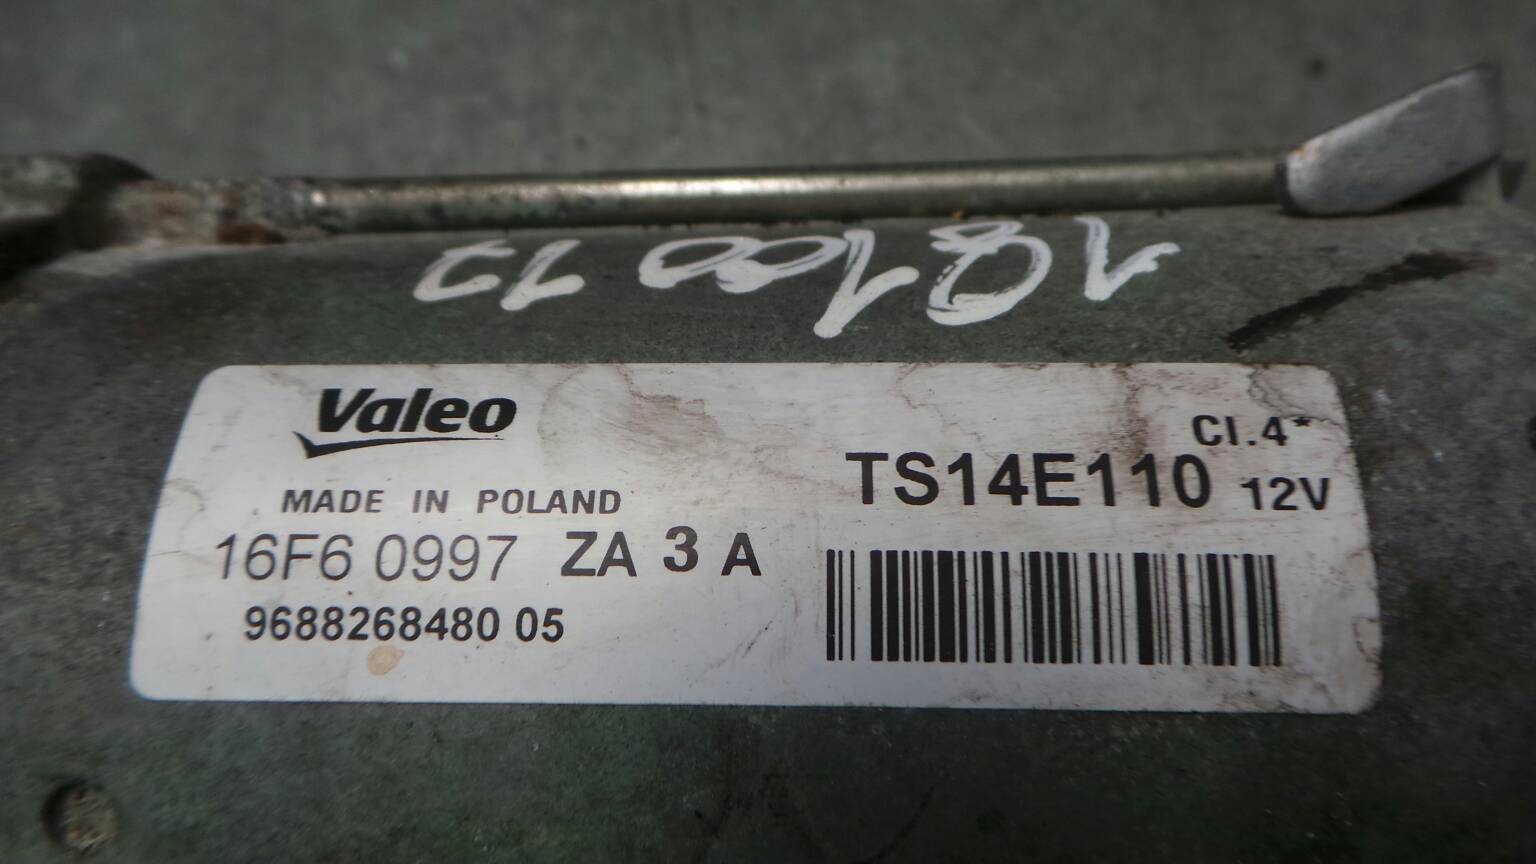 Valeo
Cl.4*
TS14E110 12V
MADE IN POLAND
16F6 0997 ZA 3 A
9688268480 05